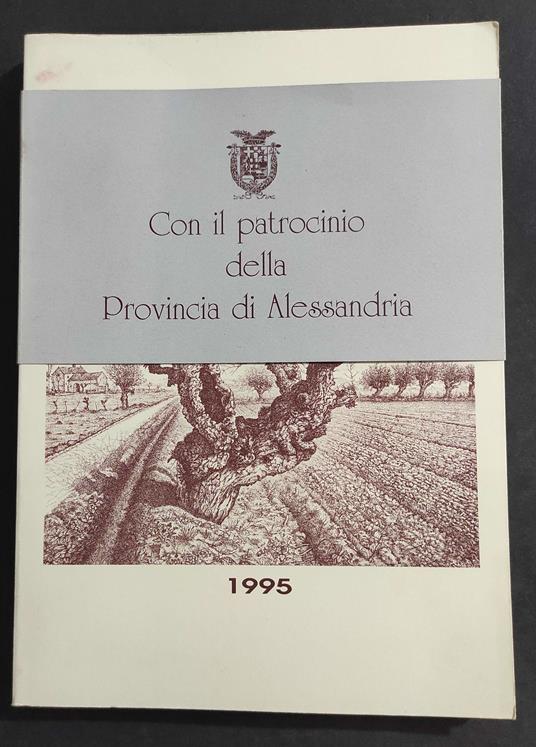 Con il patrocinio
della
Provincia di Alessandria
1995